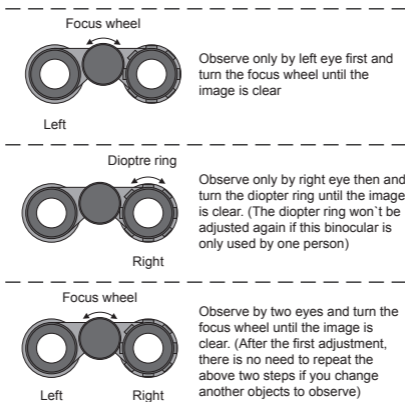 Focus wheel
Observe only by left eye first and
turn the focus wheel until the
image is clear
Left
Dioptre ring
Observe only by right eye then and
turn the diopter ring until the image
is clear. (The diopter ring won`t be
adjusted again if this binocular is
only used by one person)
Right
Focus wheel
Observe by two eyes and turn the
focus wheel until the image is
clear. (After the first adjustment,
there is no need to repeat the
above two steps if you change
another objects to observe)
Left Right